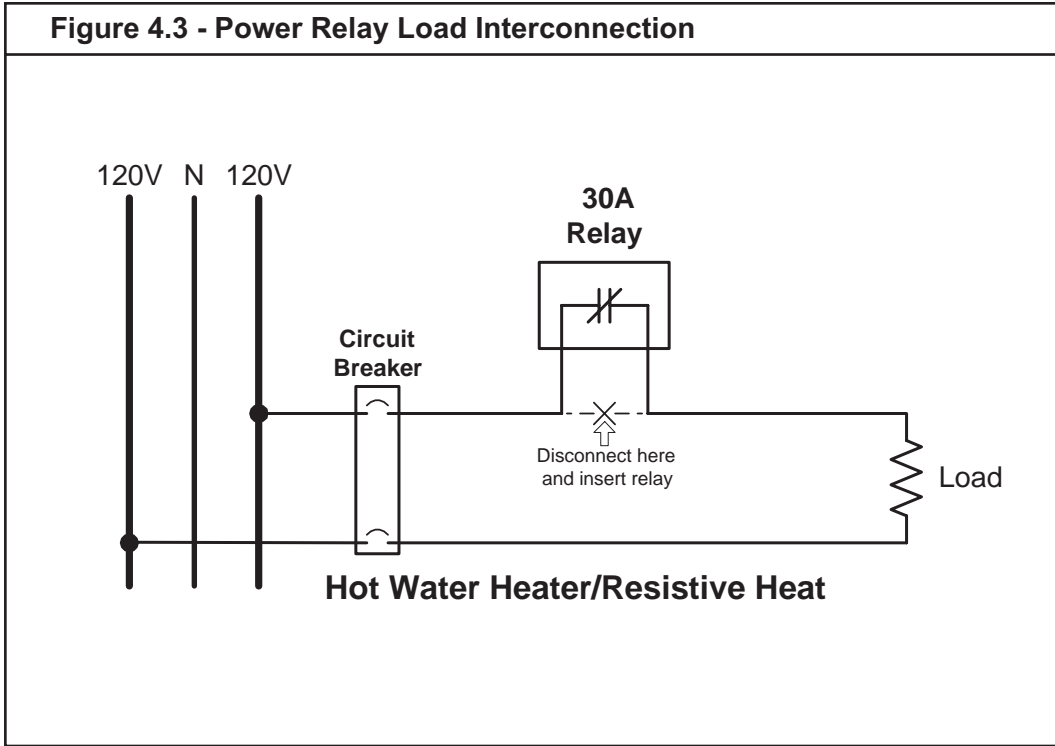 Figure 4.3 - Power Relay Load Interconnection
120V N 120V
30A
Relay
Circuit
Breaker
Disconnect here
and insert relay
Load
Hot Water Heater/Resistive Heat